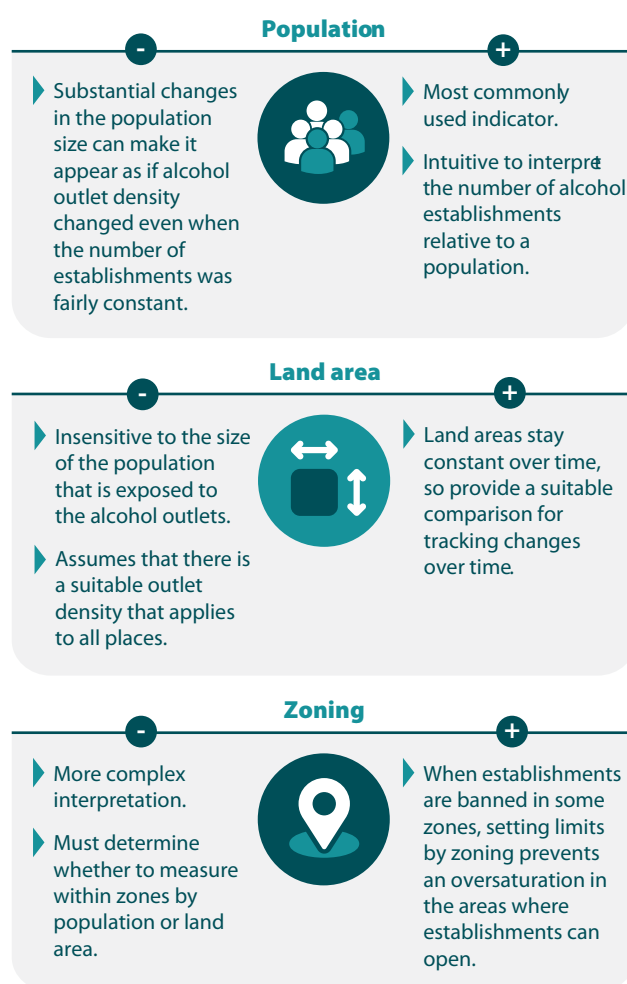 Population
-
+
Substantial changes
in the population
size can make it
appear as if alcohol
outlet density
changed even when
the number of
establishments was
fairly constant.
Most commonly
used indicator.
Intuitive to interpret
the number of alcohol
establishments
relative to a
population.
Land area
-
+
Insensitive to the size
of the population
that is exposed to
the alcohol outlets.
Assumes that there is
a suitable outlet
density that applies
to all places.
Land areas stay
constant over time,
so provide a suitable
comparison for
tracking changes
over time.
Zoning
-
+
More complex
interpretation.
Must determine
whether to measure
within zones by
population or land
area.
When establishments
are banned in some
zones, setting limits
by zoning prevents
an oversaturation in
the areas where
establishments can
open.